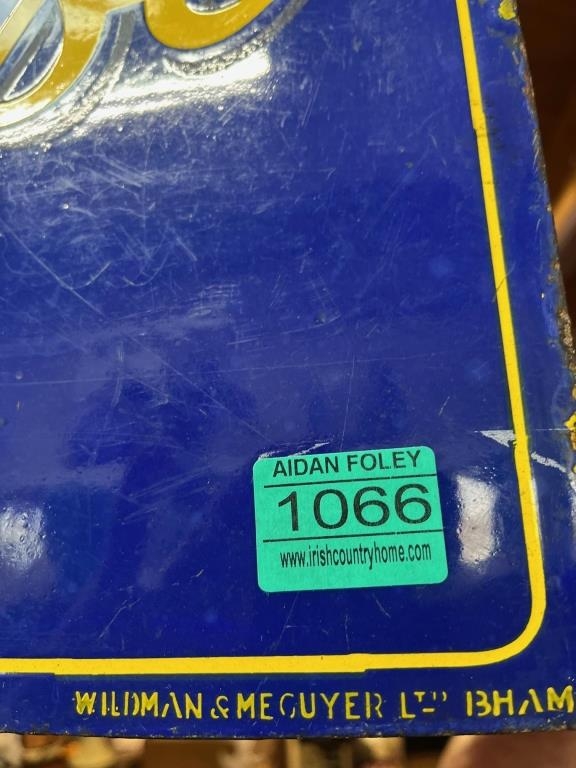 AIDAN FOLEY
1066
www.irishcountryhome.com
WILDMAN & MEGUYER LTD BHAM